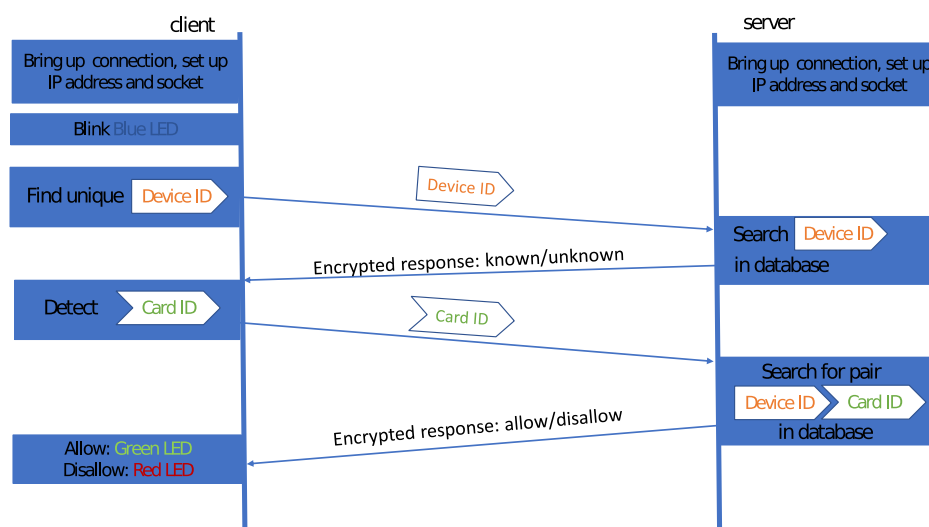 client
server
Bring up connection, set up
IP address and socket
Bring up connection, set up
IP address and socket
Blink Blue LED
Find unique Device ID
Device ID
Search Device ID
in database
Encrypted response: known/unknown
Detect Card ID
Card ID
Search for pair
Device ID Card ID
in database
Encrypted response: allow/disallow
Allow: Green LED
Disallow: Red LED